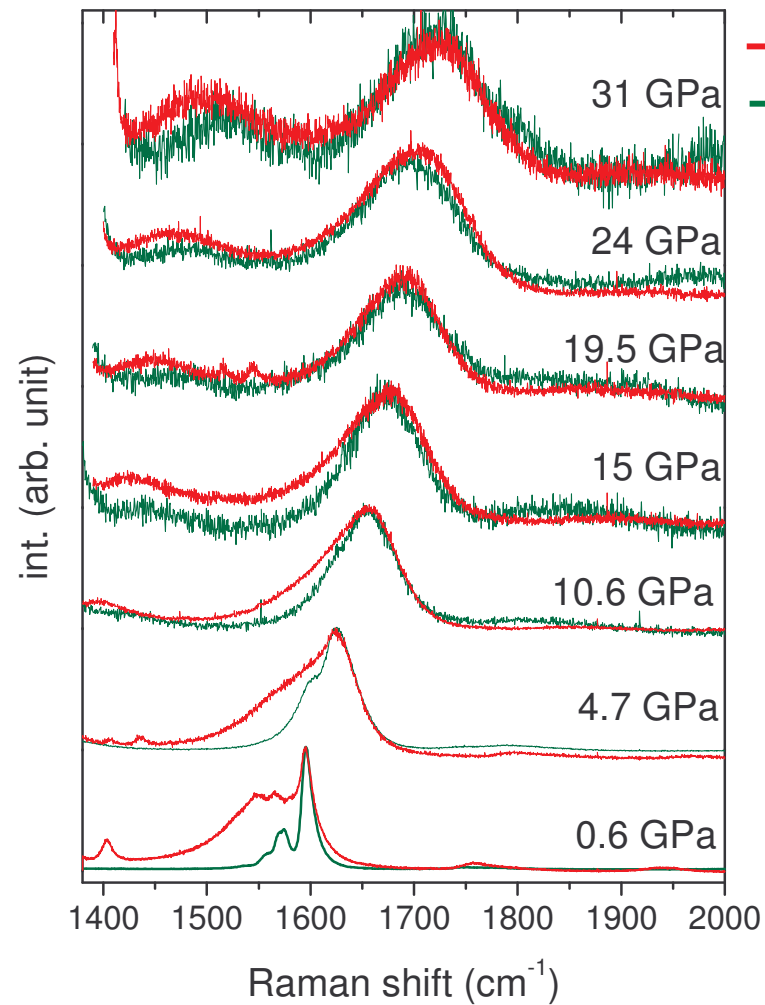 31 GPa
24 GPa
19.5 GPa
15 GPa
10.6 GPa
4.7 GPa
0.6 GPa
int. (arb. unit)
1400 1500 1600 1700 1800 1900 2000
Raman shift (cm⁻¹)